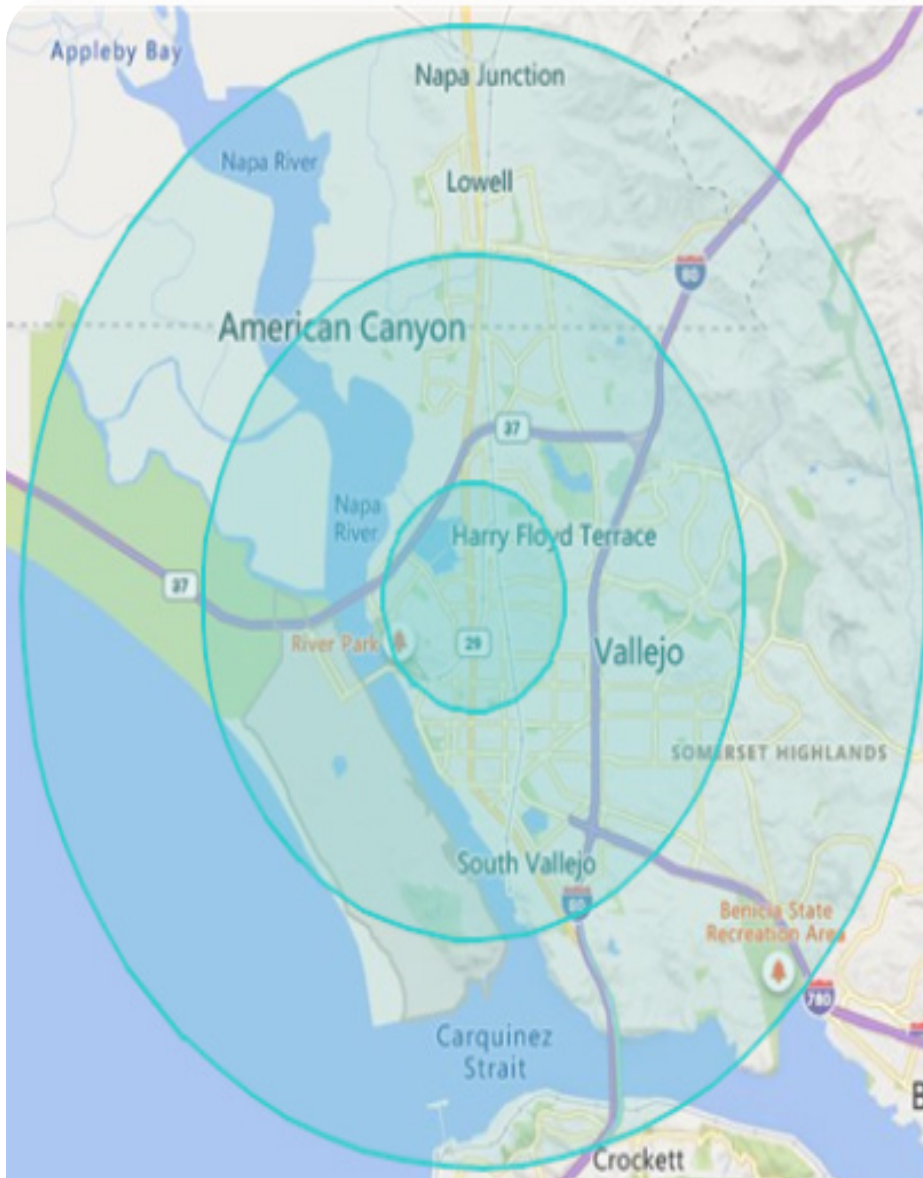 Appleby Bay
Napa Junction
Napa River
Lowell
80
American Canyon
37
Napa
River
Harry Floyd Terrace
37
River Park
29
Vallejo
SOMERSET HIGHLANDS
South Vallejo
80
Benicia State
Recreation Area
780
Carquinez
Strait
B
Crockett